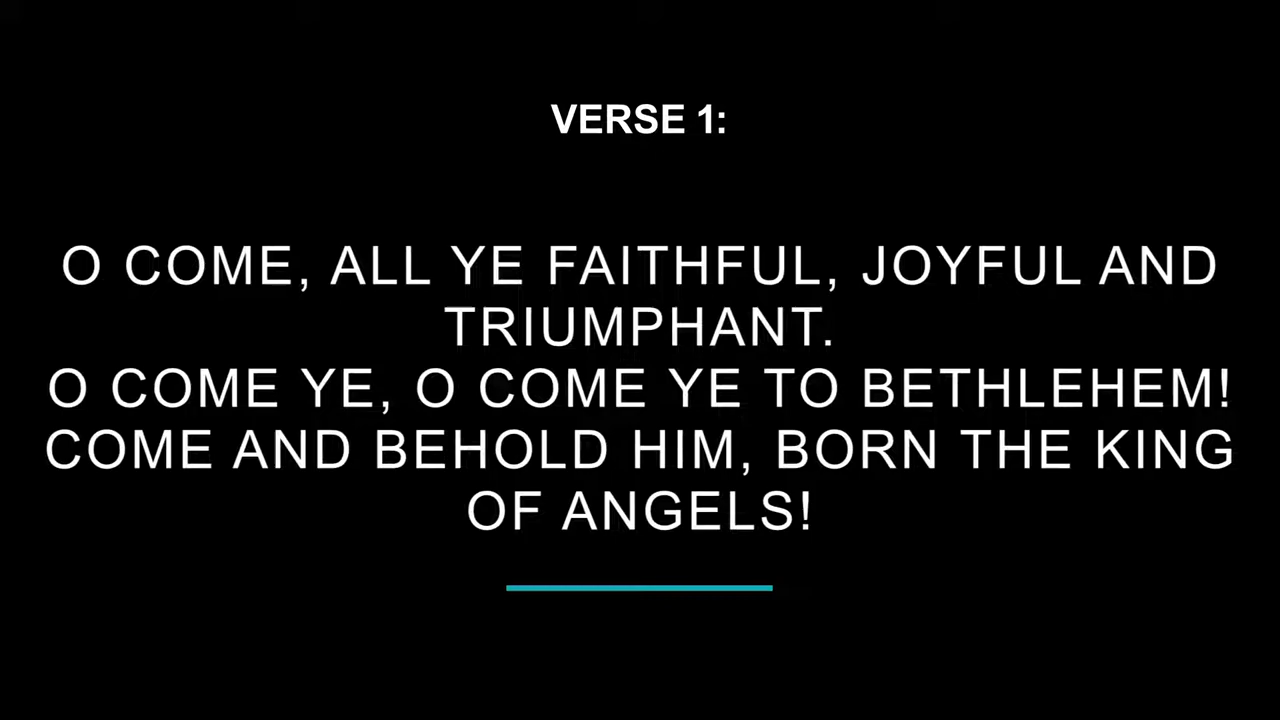 VERSE 1:
O COME, ALL YE FAITHFUL, JOYFUL AND
TRIUMPHANT.
O COME YE, O COME YE TO BETHLEHEM!
COME AND BEHOLD HIM, BORN THE KING
OF ANGELS!